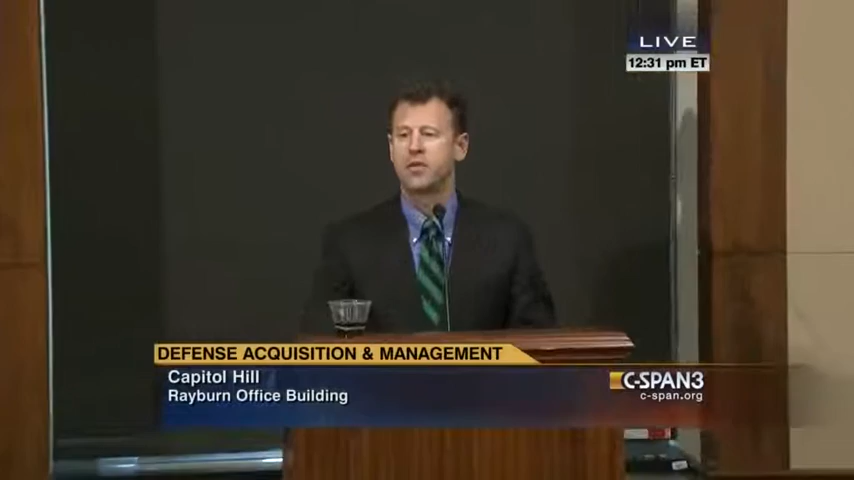 LIVE
12:31 pm ET
DEFENSE ACQUISITION & MANAGEMENT
Capitol Hill
Rayburn Office Building
C-SPAN3
c-span.org